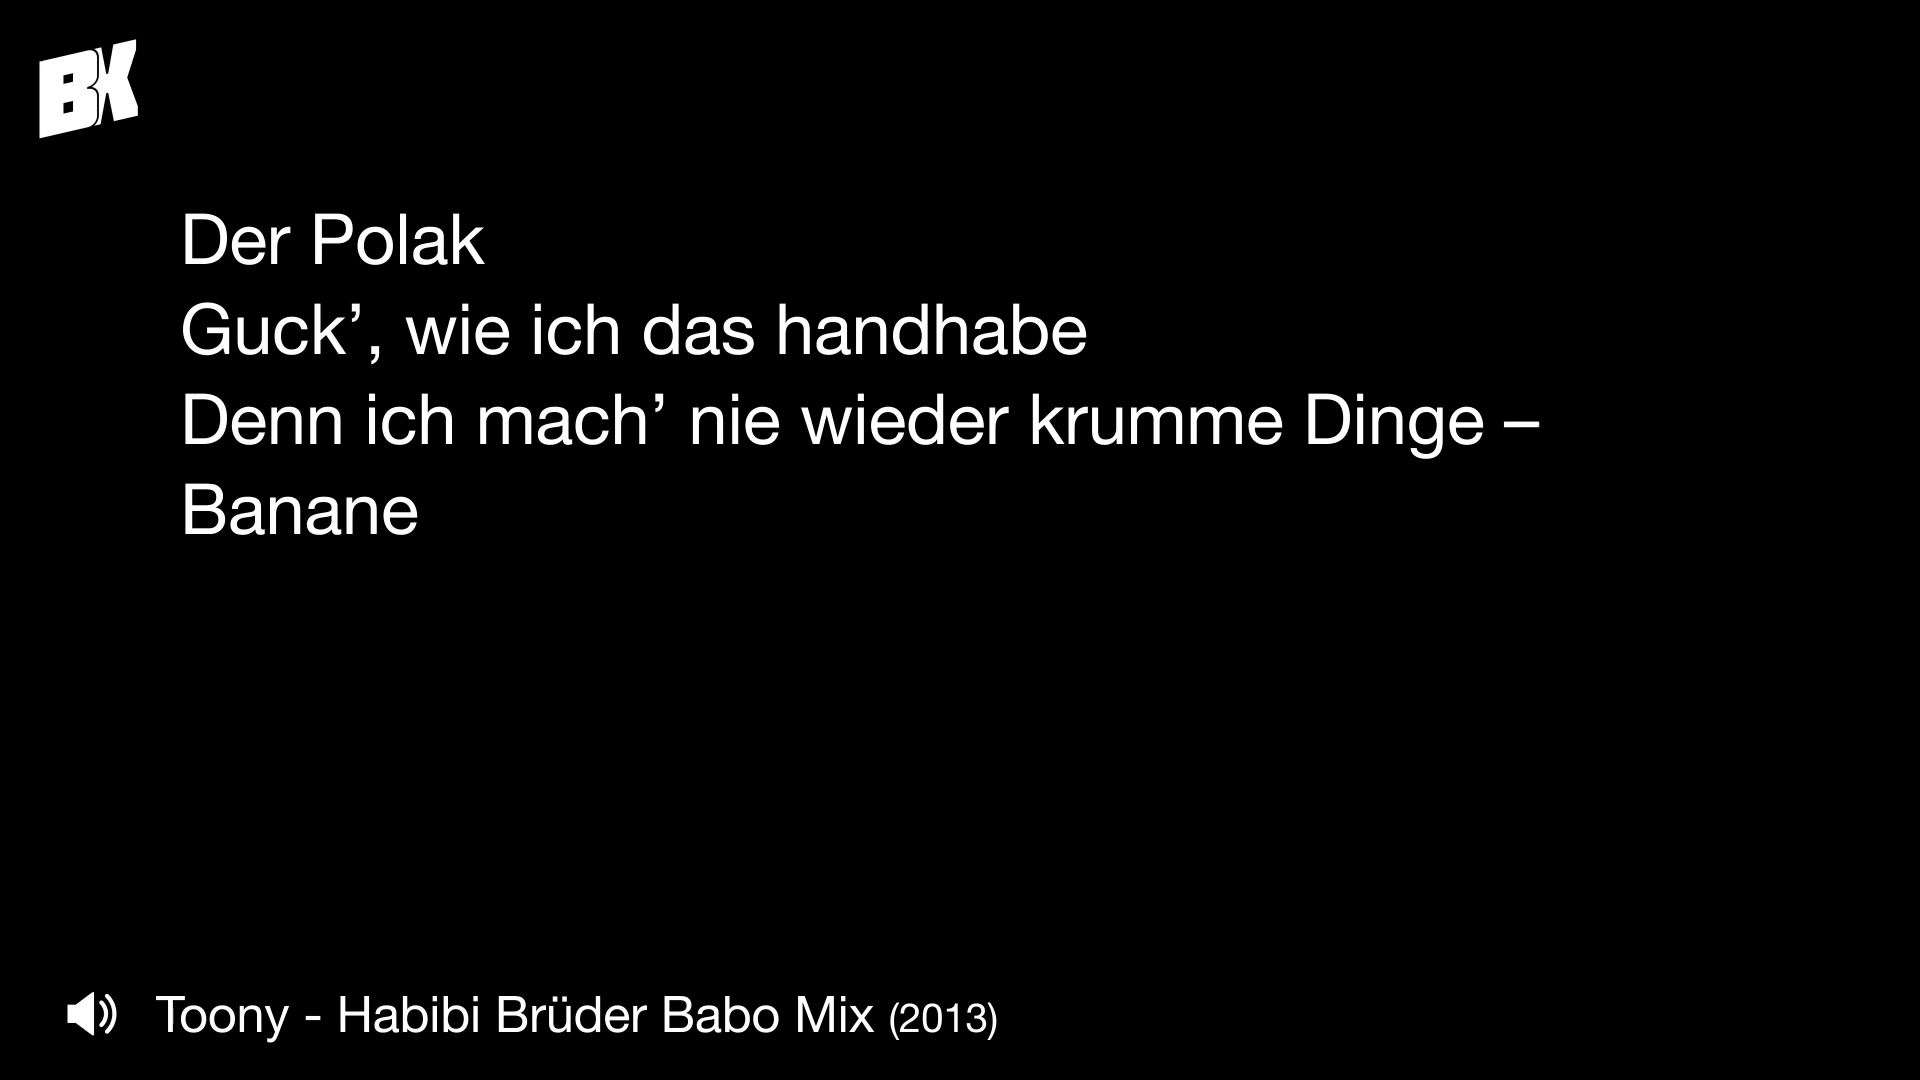 BK
Der Polak
Guck’, wie ich das handhabe
Denn ich mach’ nie wieder krumme Dinge –
Banane
Toony - Habibi Brüder Babo Mix (2013)